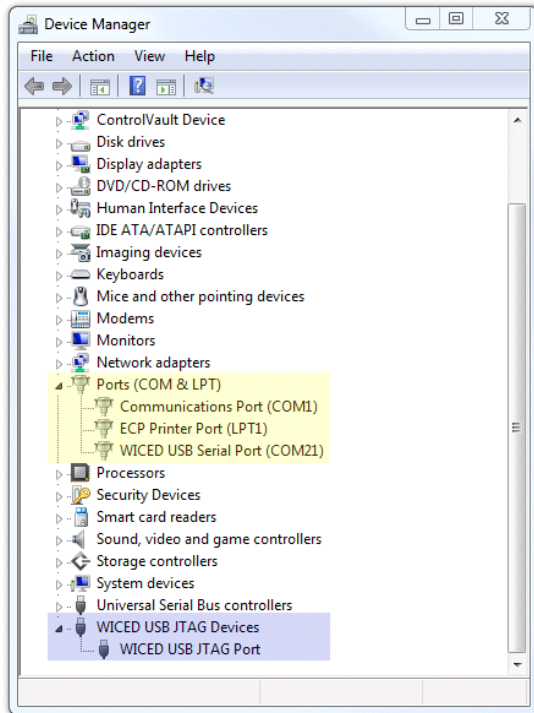 Device Manager
File Action View Help
ControlVault Device
Disk drives
Display adapters
DVD/CD-ROM drives
Human Interface Devices
IDE ATA/ATAPI controllers
Imaging devices
Keyboards
Mice and other pointing devices
Modems
Monitors
Network adapters
Ports (COM & LPT)
Communications Port (COM1)
ECP Printer Port (LPT1)
WICED USB Serial Port (COM21)
Processors
Security Devices
Smart card readers
Sound, video and game controllers
Storage controllers
System devices
Universal Serial Bus controllers
WICED USB JTAG Devices
WICED USB JTAG Port